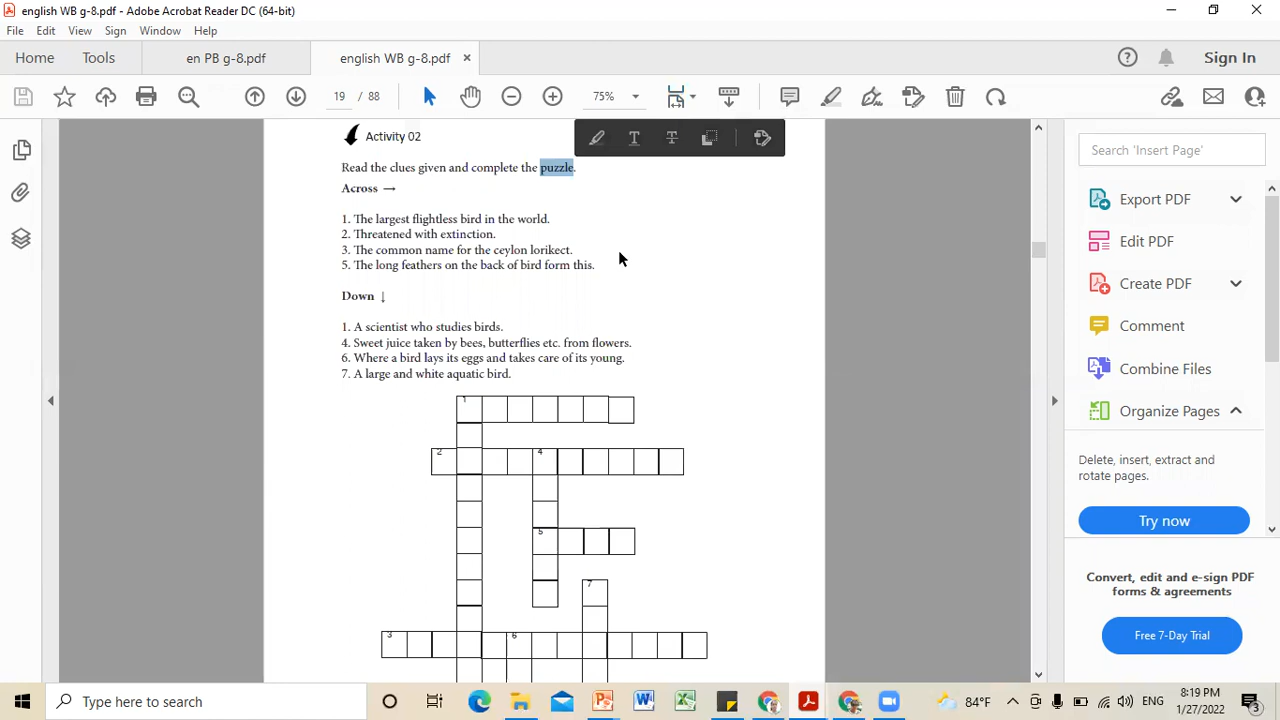 english WB g-8.pdf - Adobe Acrobat Reader DC (64-bit)
File Edit View Sign Window Help
Home Tools en PB g-8.pdf english WB g-8.pdf × Sign In
19 / 88 75%
Activity 02
Read the clues given and complete the puzzle.
Across →
1. The largest flightless bird in the world.
2. Threatened with extinction.
3. The common name for the ceylon lorikect.
5. The long feathers on the back of bird form this.
Down ↓
1. A scientist who studies birds.
4. Sweet juice taken by bees, butterflies etc. from flowers.
6. Where a bird lays its eggs and takes care of its young.
7. A large and white aquatic bird.
1
2 4
5
7
3 6
Search 'Insert Page'
Export PDF
Edit PDF
Create PDF
Comment
Combine Files
Organize Pages
Delete, insert, extract and
rotate pages.
Try now
Convert, edit and e-sign PDF
forms & agreements
Free 7-Day Trial
Type here to search
84°F ENG 8:19 PM
1/27/2022 3